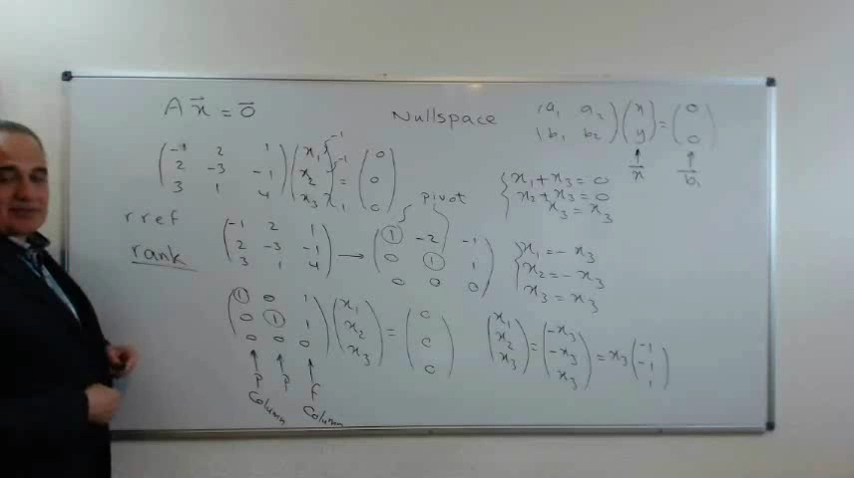 A x⃗ = 0⃗
Nullspace
(a₁ a₂) (x) = (0)
(b₁ b₂) (y) (0)
↑ x⃗ ↑ b⃗
(-1 2 1) (x₁) (0)
(2 -3 -1) (x₂) = (0)
(3 1 4) (x₃) (0)
-1
-1
1
{ x₁ + x₃ = 0
x₂ + x₃ = 0
x₃ = x₃
rref
rank
pivot
(-1 2 1) (1 -2 -1)
(2 -3 -1) → (0 1 1)
(3 1 4) (0 0 0)
{ x₁ = - x₃
x₂ = - x₃
x₃ = x₃
(1 0 1) (x₁) (0)
(0 1 1) (x₂) = (0)
(0 0 0) (x₃) (0)
↑ ↑ ↑
P P f
column column
(x₁) (-x₃) (-1)
(x₂) = (-x₃) = x₃ (-1)
(x₃) (x₃) (1)